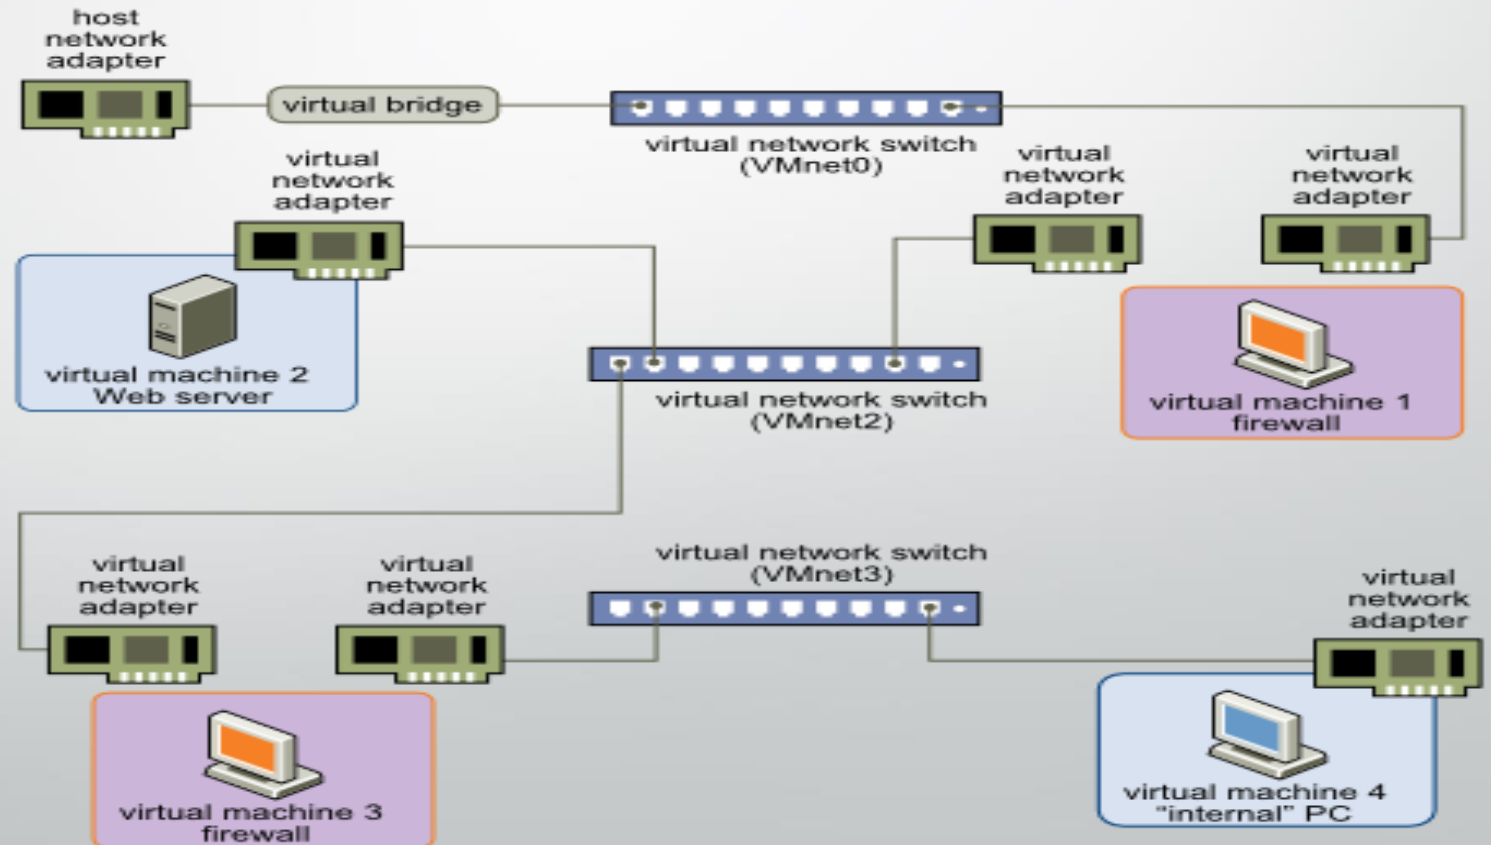 host
network
adapter
virtual bridge
virtual network switch
(VMnet0)
virtual
network
adapter
virtual
network
adapter
virtual
network
adapter
virtual machine 2
Web server
virtual network switch
(VMnet2)
virtual machine 1
firewall
virtual
network
adapter
virtual
network
adapter
virtual network switch
(VMnet3)
virtual
network
adapter
virtual machine 3
firewall
virtual machine 4
“internal” PC